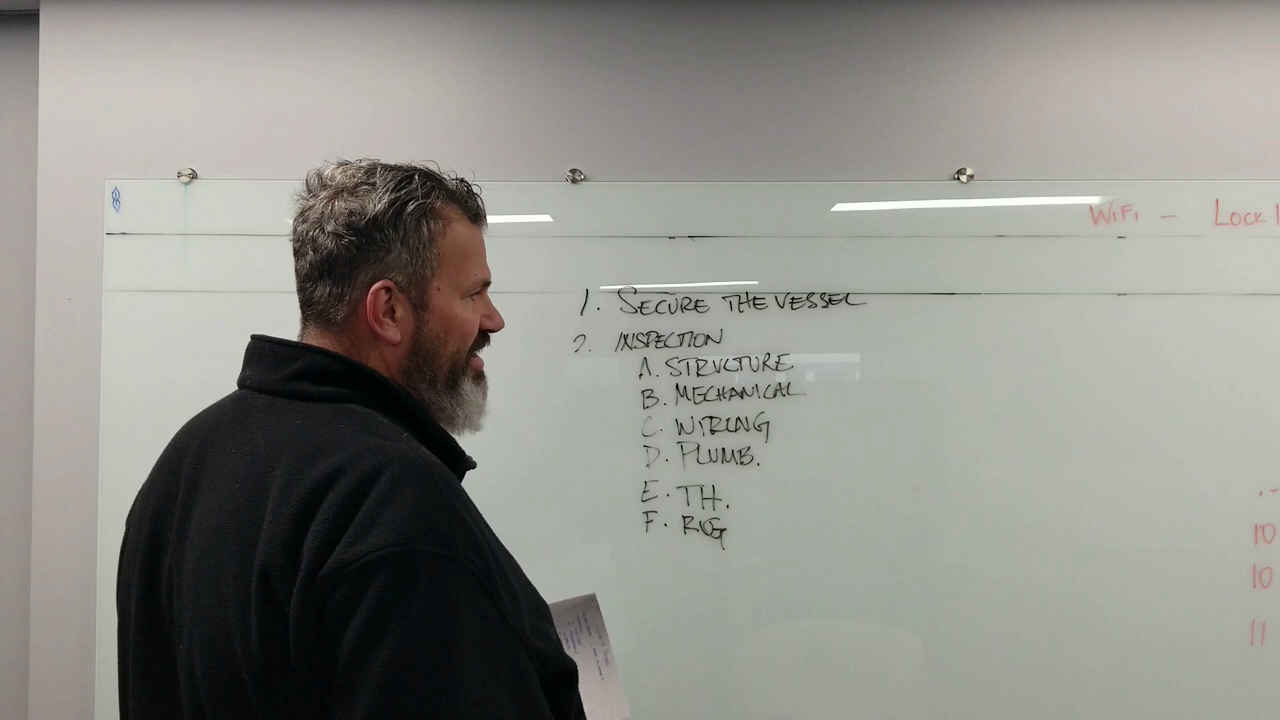 WiFi - Lock
1. SECURE THE VESSEL
2. INSPECTION
A. STRUCTURE
B. MECHANICAL
C. WIRING
D. PLUMB.
E. TH.
F. RIG
10
10
11